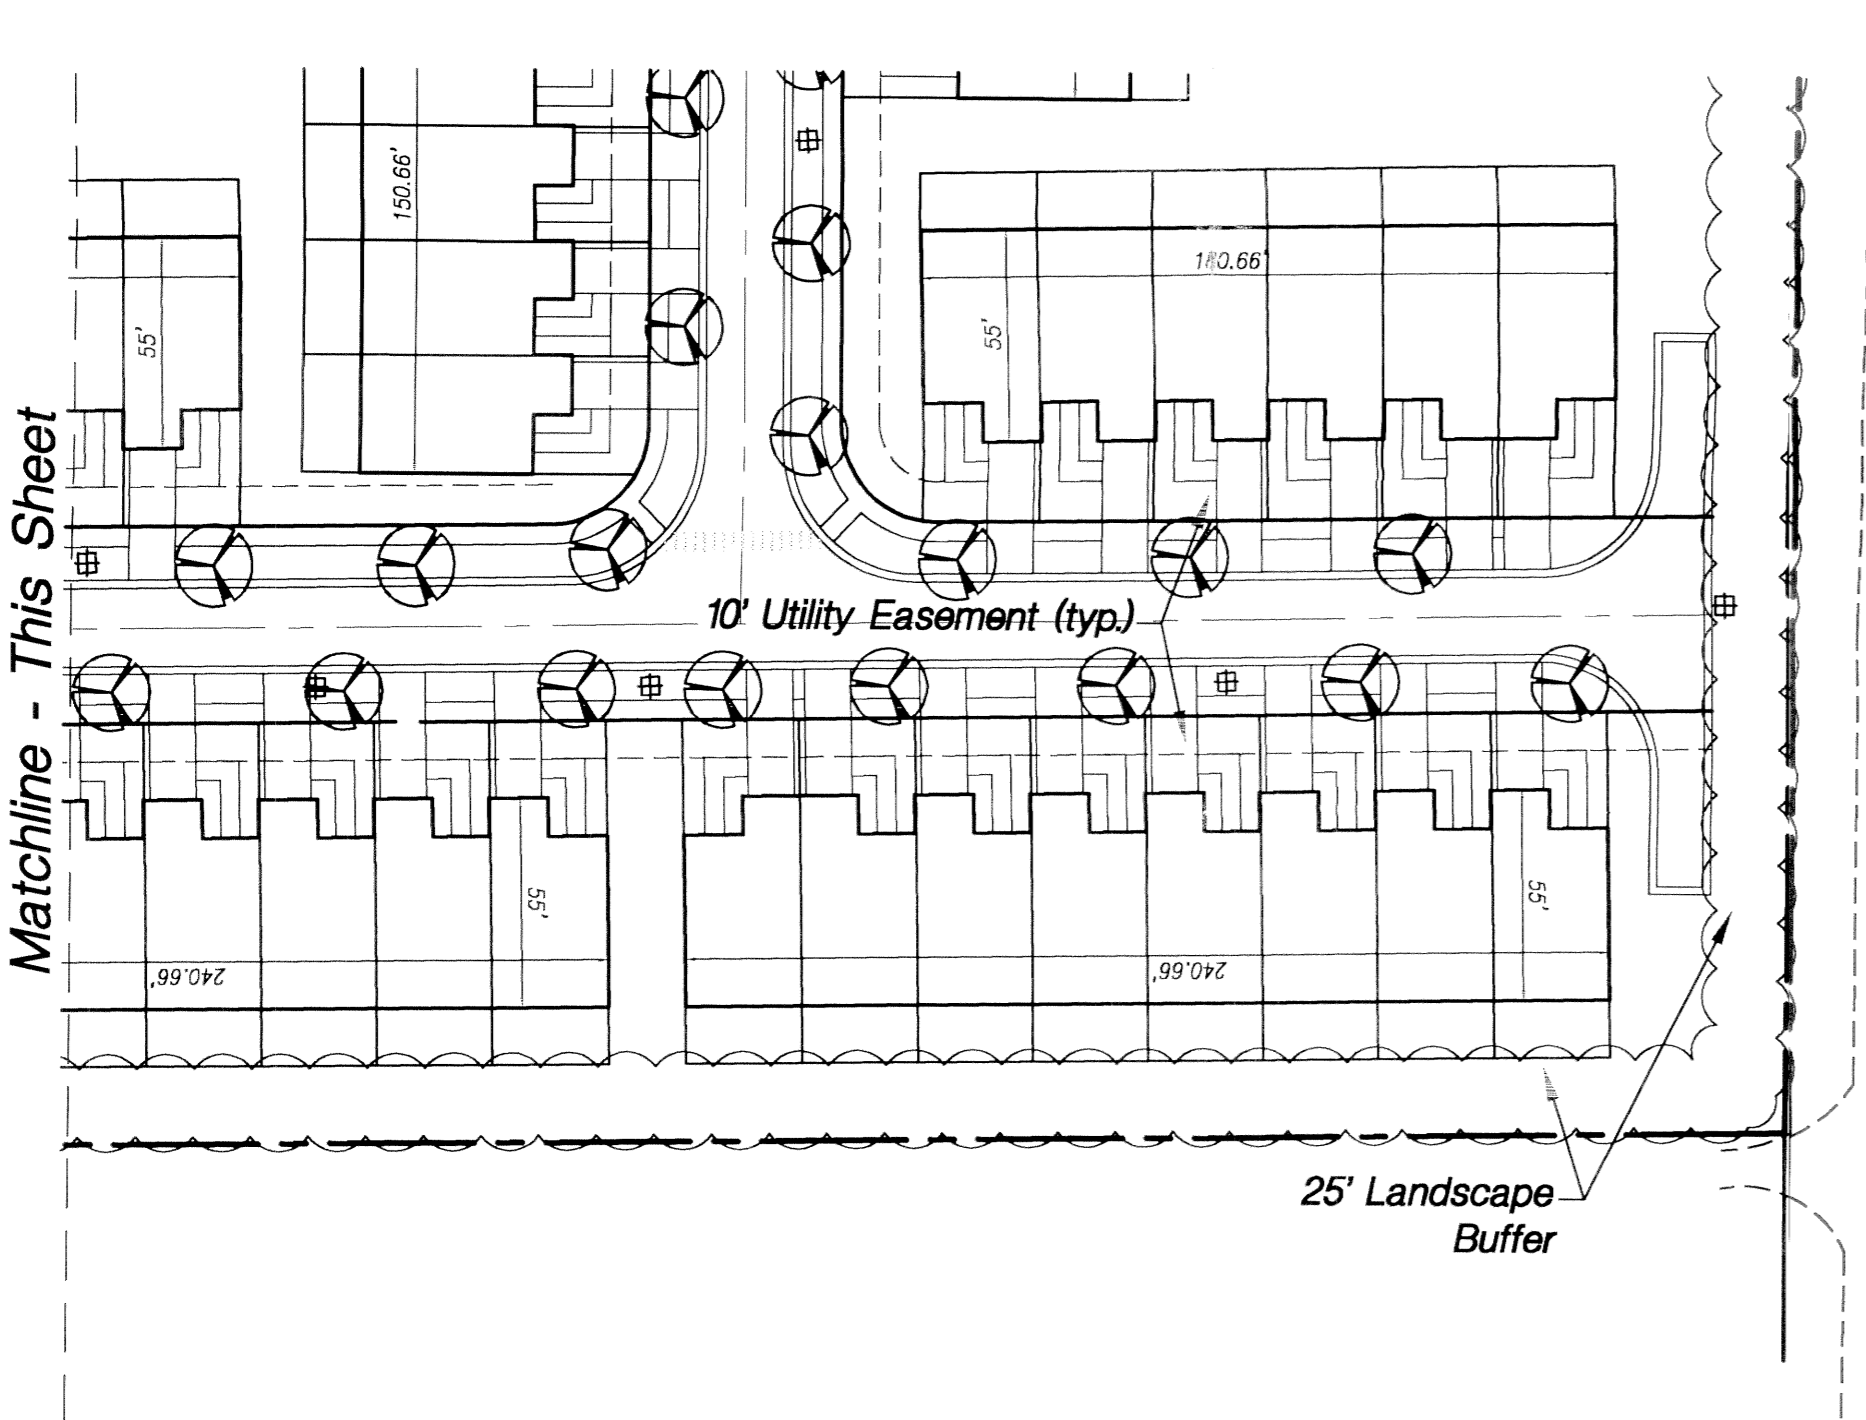 150.66'
55'
55'
10' Utility Easement (typ.)
Matchline - This Sheet
55'
55'
240.66'
240.66'
25' Landscape
Buffer